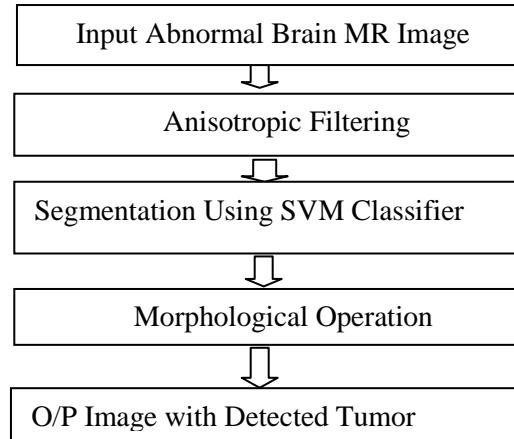 Input Abnormal Brain MR Image
Anisotropic Filtering
Segmentation Using SVM Classifier
Morphological Operation
O/P Image with Detected Tumor